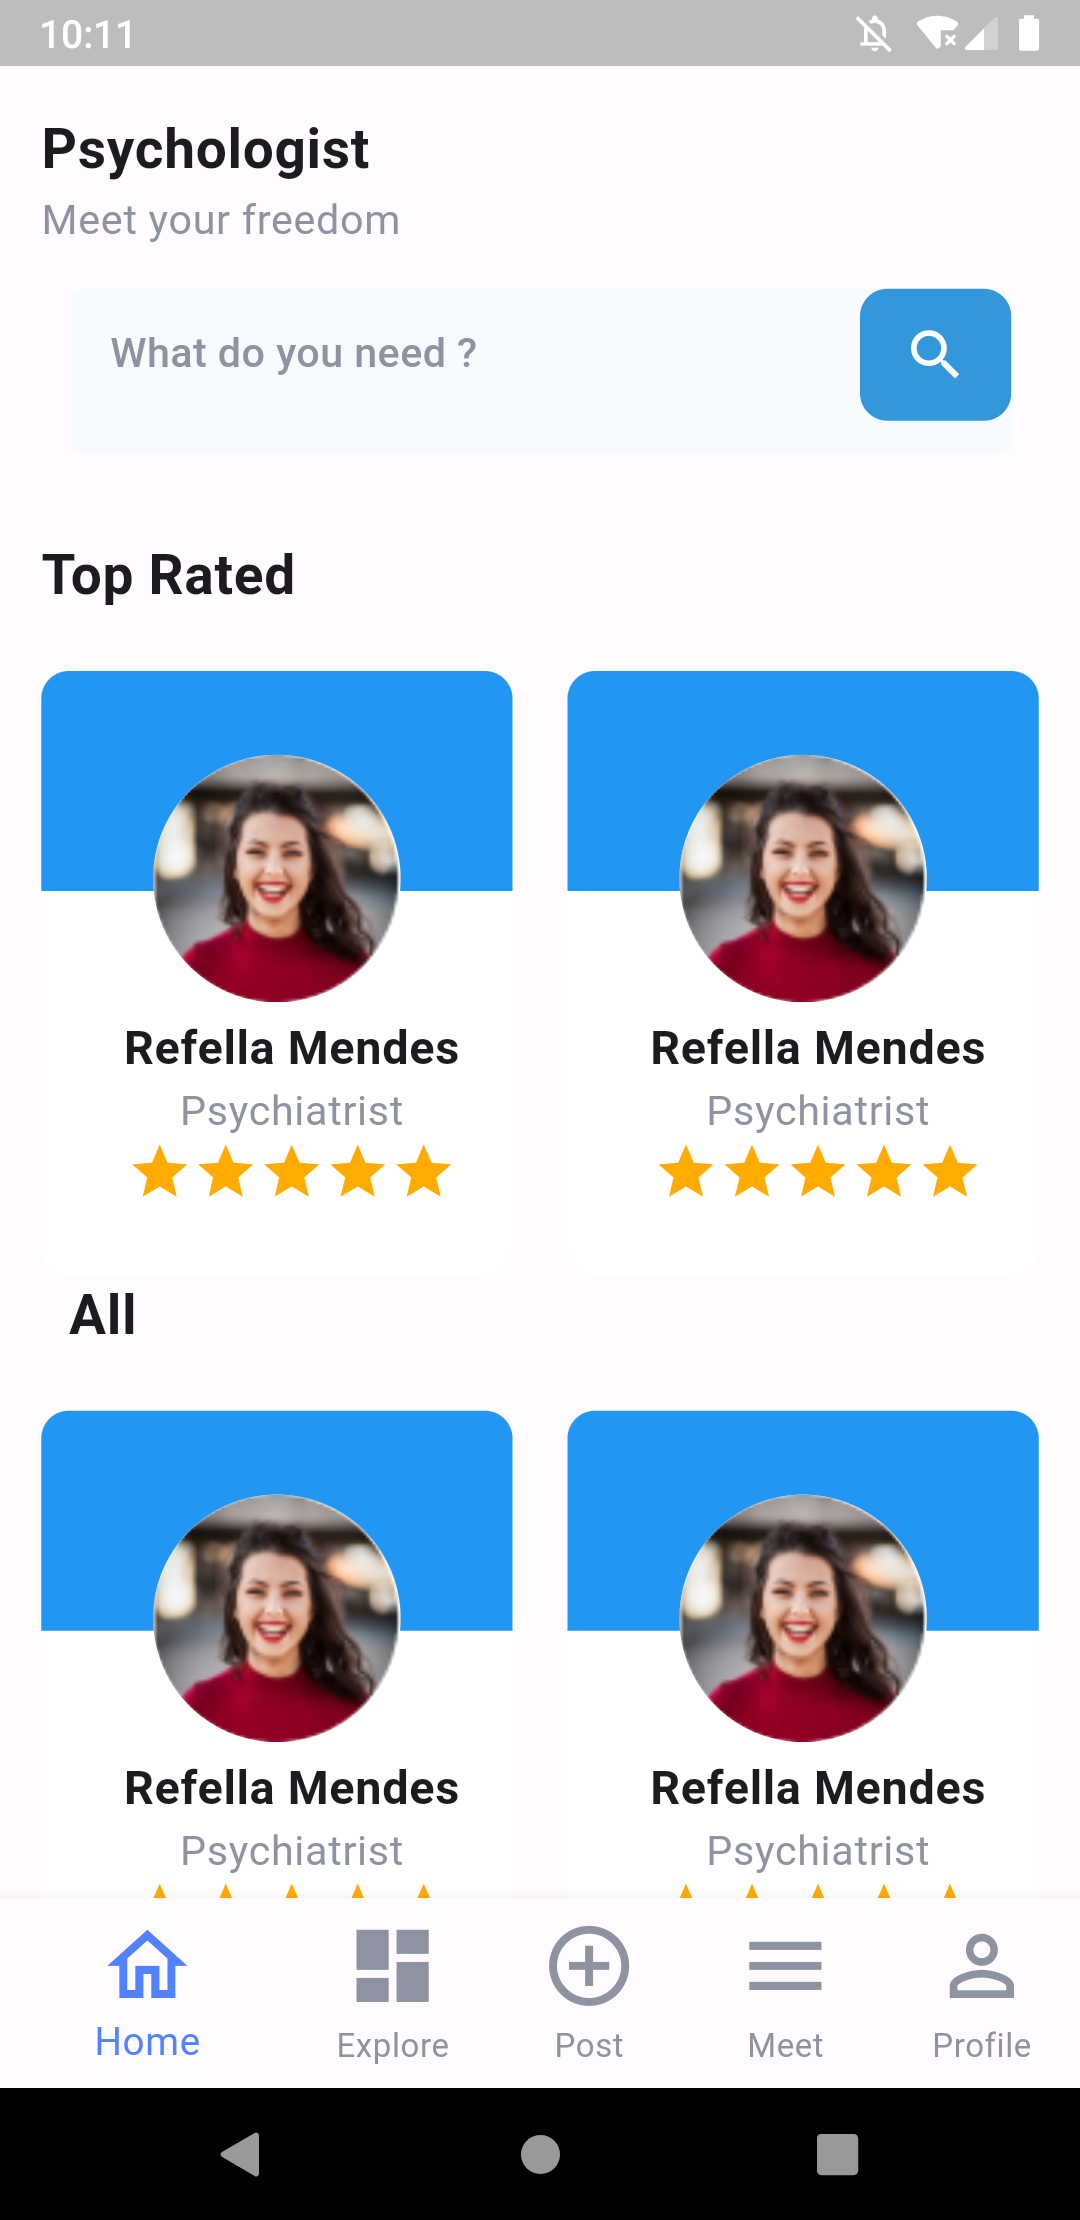 10:11
Psychologist
Meet your freedom
What do you need ?
Top Rated
Refella Mendes
Refella Mendes
Psychiatrist
Psychiatrist
All
Refella Mendes
Refella Mendes
Psychiatrist
Psychiatrist
Home
Explore
Post
Meet
Profile